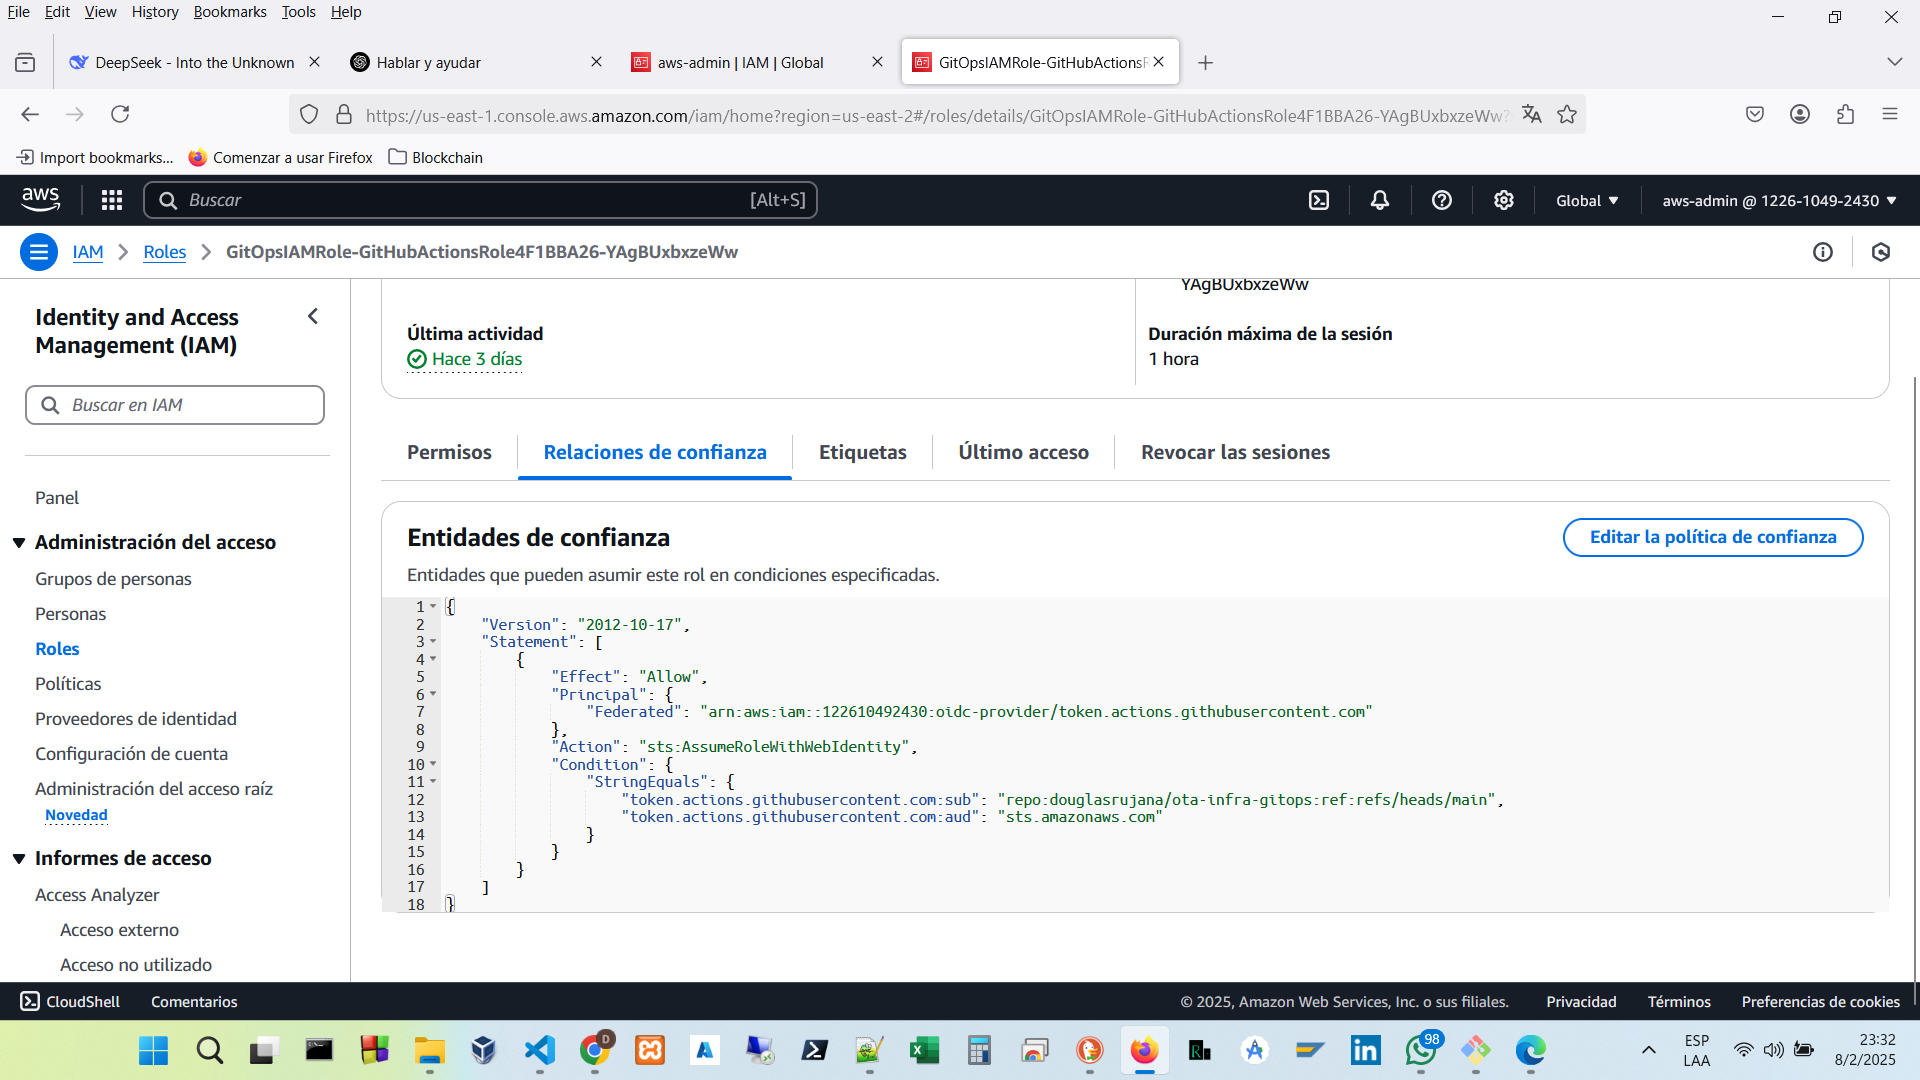 File Edit View History Bookmarks Tools Help
DeepSeek - Into the Unknown
Hablar y ayudar
aws-admin | IAM | Global
GitOpsIAMRole-GitHubActionsR
https://us-east-1.console.aws.amazon.com/iam/home?region=us-east-2#/roles/details/GitOpsIAMRole-GitHubActionsRole4F1BBA26-YAgBUxbxzeWw?
Import bookmarks... Comenzar a usar Firefox Blockchain
aws Buscar [Alt+S] Global aws-admin @ 1226-1049-2430
IAM Roles GitOpsIAMRole-GitHubActionsRole4F1BBA26-YAgBUxbxzeWw
Identity and Access
Management (IAM)
Buscar en IAM
Panel
Administración del acceso
Grupos de personas
Personas
Roles
Políticas
Proveedores de identidad
Configuración de cuenta
Administración del acceso raíz
Novedad
Informes de acceso
Access Analyzer
Acceso externo
Acceso no utilizado
YAgBUxbxzeWw
Última actividad
Hace 3 días
Duración máxima de la sesión
1 hora
Permisos Relaciones de confianza Etiquetas Último acceso Revocar las sesiones
Entidades de confianza
Editar la política de confianza
Entidades que pueden asumir este rol en condiciones especificadas.
1 {
2 "Version": "2012-10-17",
3 "Statement": [
4 {
5 "Effect": "Allow",
6 "Principal": {
7 "Federated": "arn:aws:iam::122610492430:oidc-provider/token.actions.githubusercontent.com"
8 },
9 "Action": "sts:AssumeRoleWithWebIdentity",
10 "Condition": {
11 "StringEquals": {
12 "token.actions.githubusercontent.com:sub": "repo:douglasrujana/ota-infra-gitops:ref:refs/heads/main",
13 "token.actions.githubusercontent.com:aud": "sts.amazonaws.com"
14 }
15 }
16 }
17 ]
18 }
CloudShell Comentarios © 2025, Amazon Web Services, Inc. o sus filiales. Privacidad Términos Preferencias de cookies
D
98
ESP
LAA
23:32
8/2/2025